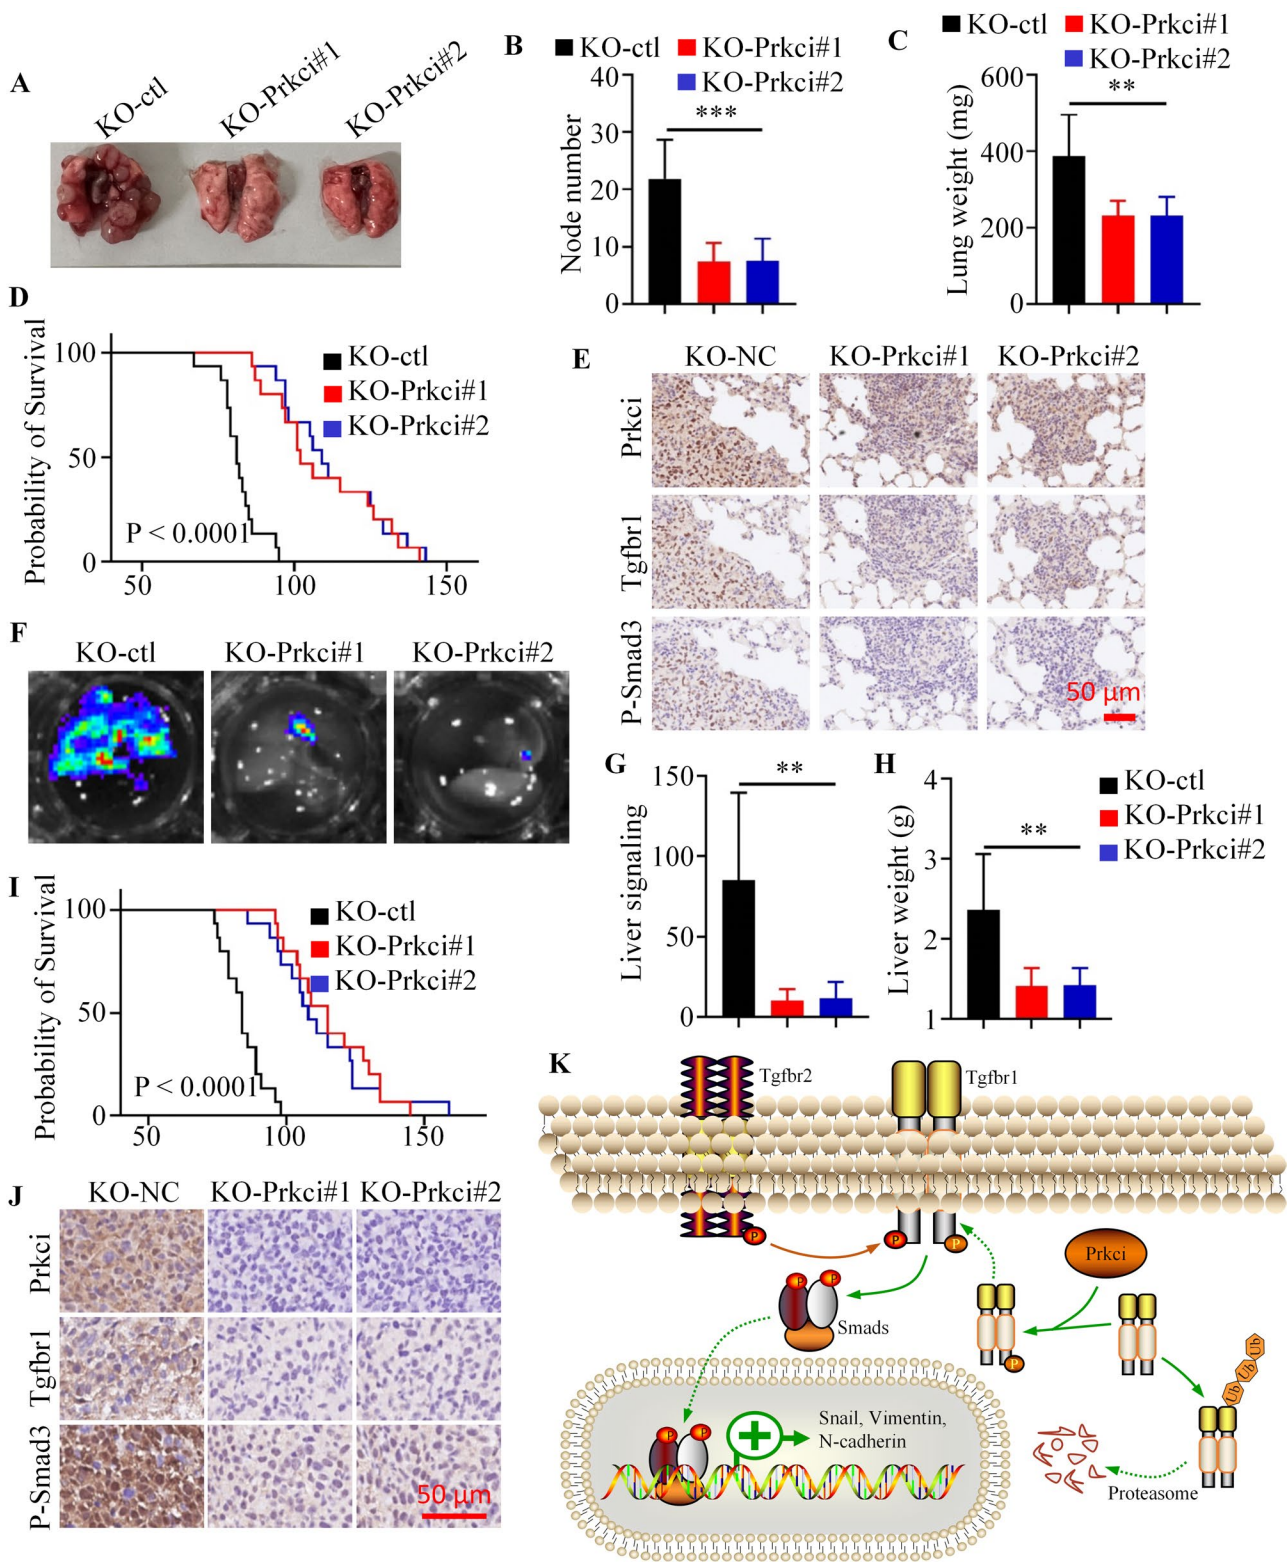 A
KO-ctl
KO-Prkci#1
KO-Prkci#2
B
KO-ctl KO-Prkci#1
KO-Prkci#2
Node number
40
30
20
10
0
***
C
KO-ctl KO-Prkci#1
KO-Prkci#2
Lung weight (mg)
600
400
200
0
**
D
Probability of Survival
100
50
0
KO-ctl
KO-Prkci#1
KO-Prkci#2
P < 0.0001
50 100 150
E
KO-NC KO-Prkci#1 KO-Prkci#2
Prkci
Tgfbr1
P-Smad3
50 μm
F
KO-ctl KO-Prkci#1 KO-Prkci#2
G
Liver signaling
150
100
50
0
**
H
Liver weight (g)
4
3
2
1
**
KO-ctl
KO-Prkci#1
KO-Prkci#2
I
Probability of Survival
100
50
0
KO-ctl
KO-Prkci#1
KO-Prkci#2
P < 0.0001
50 100 150
J
KO-NC KO-Prkci#1 KO-Prkci#2
Prkci
Tgfbr1
P-Smad3
50 μm
K
Tgfbr2
Tgfbr1
P
P
P
Prkci
P
P
Smads
P
Ub
Ub
Ub
P
P
Snail, Vimentin,
N-cadherin
Proteasome